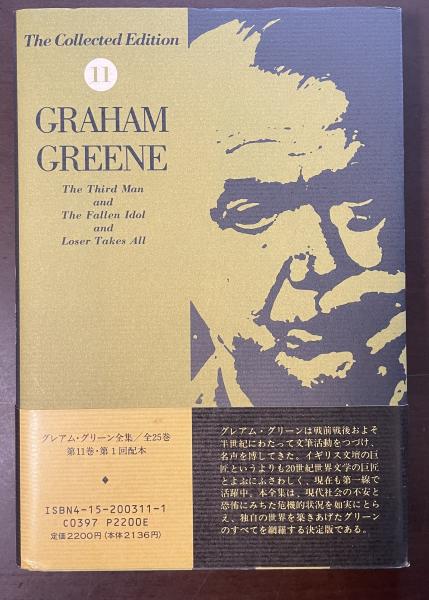 The Collected Edition
11
GRAHAM
GREENE
The Third Man
and
The Fallen Idol
and
Loser Takes All
グレアム・グリーン全集/全25巻
第11巻・第1回配本
◆
ISBN4-15-200311-1
C0397 P2200E
定価2200円(本体2136円)
グレアム・グリーンは戦前戦後およそ
半世紀にわたって文筆活動をつづけ、
名声を博してきた。イギリス文壇の巨
匠というよりも20世紀世界文学の巨匠
とよぶにふさわしく、現在も第一線で
活躍中。本全集は、現代社会の不安と
恐怖にみちた危機的状況を如実にとら
え、独自の世界を築きあげたグリーン
のすべてを網羅する決定版である。